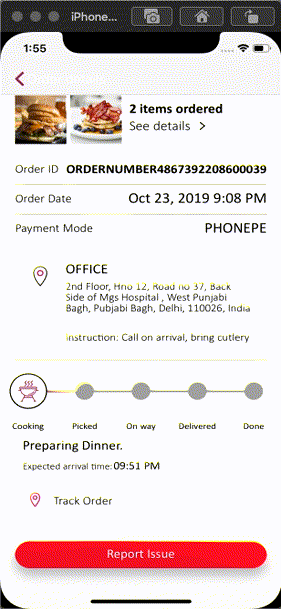 iPhone...
1:55
2 items ordered
See details >
Order ID ORDERNUMBER4867392208600039
Order Date Oct 23, 2019 9:08 PM
Payment Mode PHONEPE
OFFICE
2nd Floor, Hno 12, Road no 37, Back
Side of Mgs Hospital , West Punjabi
Bagh, Pubjabi Bagh, Delhi, 110026, India
Instruction: Call on arrival, bring cutlery
Cooking Picked On way Delivered Done
Preparing Dinner.
Expected arrival time: 09:51 PM
Track Order
Report Issue